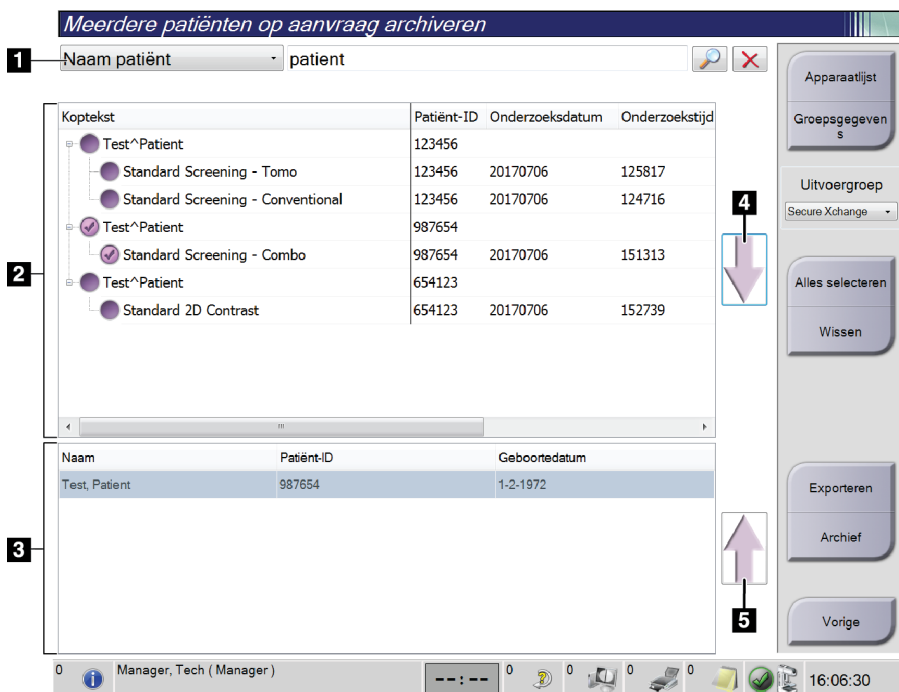 Meerdere patiënten op aanvraag archiveren
1
Naam patiënt
patient
Apparaatlijst
Groepsgegeven
s
Uitvoergroep
Secure Xchange
Alles selecteren
Wissen
Exporteren
Archief
Vorige
2
Koptekst Patiënt-ID Onderzoeksdatum Onderzoekstijd
Test^Patient 123456
Standard Screening - Tomo 123456 20170706 125817
Standard Screening - Conventional 123456 20170706 124716
Test^Patient 987654
Standard Screening - Combo 987654 20170706 151313
Test^Patient 654123
Standard 2D Contrast 654123 20170706 152739
4
3
Naam Patiënt-ID Geboortedatum
Test, Patient 987654 1-2-1972
5
0 Manager, Tech ( Manager ) --:-- 0 0 0 0 16:06:30